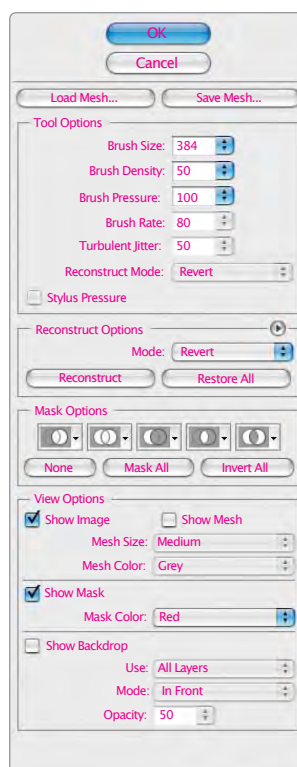 OK
Cancel
Load Mesh... Save Mesh...
Tool Options
Brush Size: 384
Brush Density: 50
Brush Pressure: 100
Brush Rate: 80
Turbulent Jitter: 50
Reconstruct Mode: Revert
Stylus Pressure
Reconstruct Options
Mode: Revert
Reconstruct Restore All
Mask Options
None Mask All Invert All
View Options
Show Image Show Mesh
Mesh Size: Medium
Mesh Color: Grey
Show Mask
Mask Color: Red
Show Backdrop
Use: All Layers
Mode: In Front
Opacity: 50